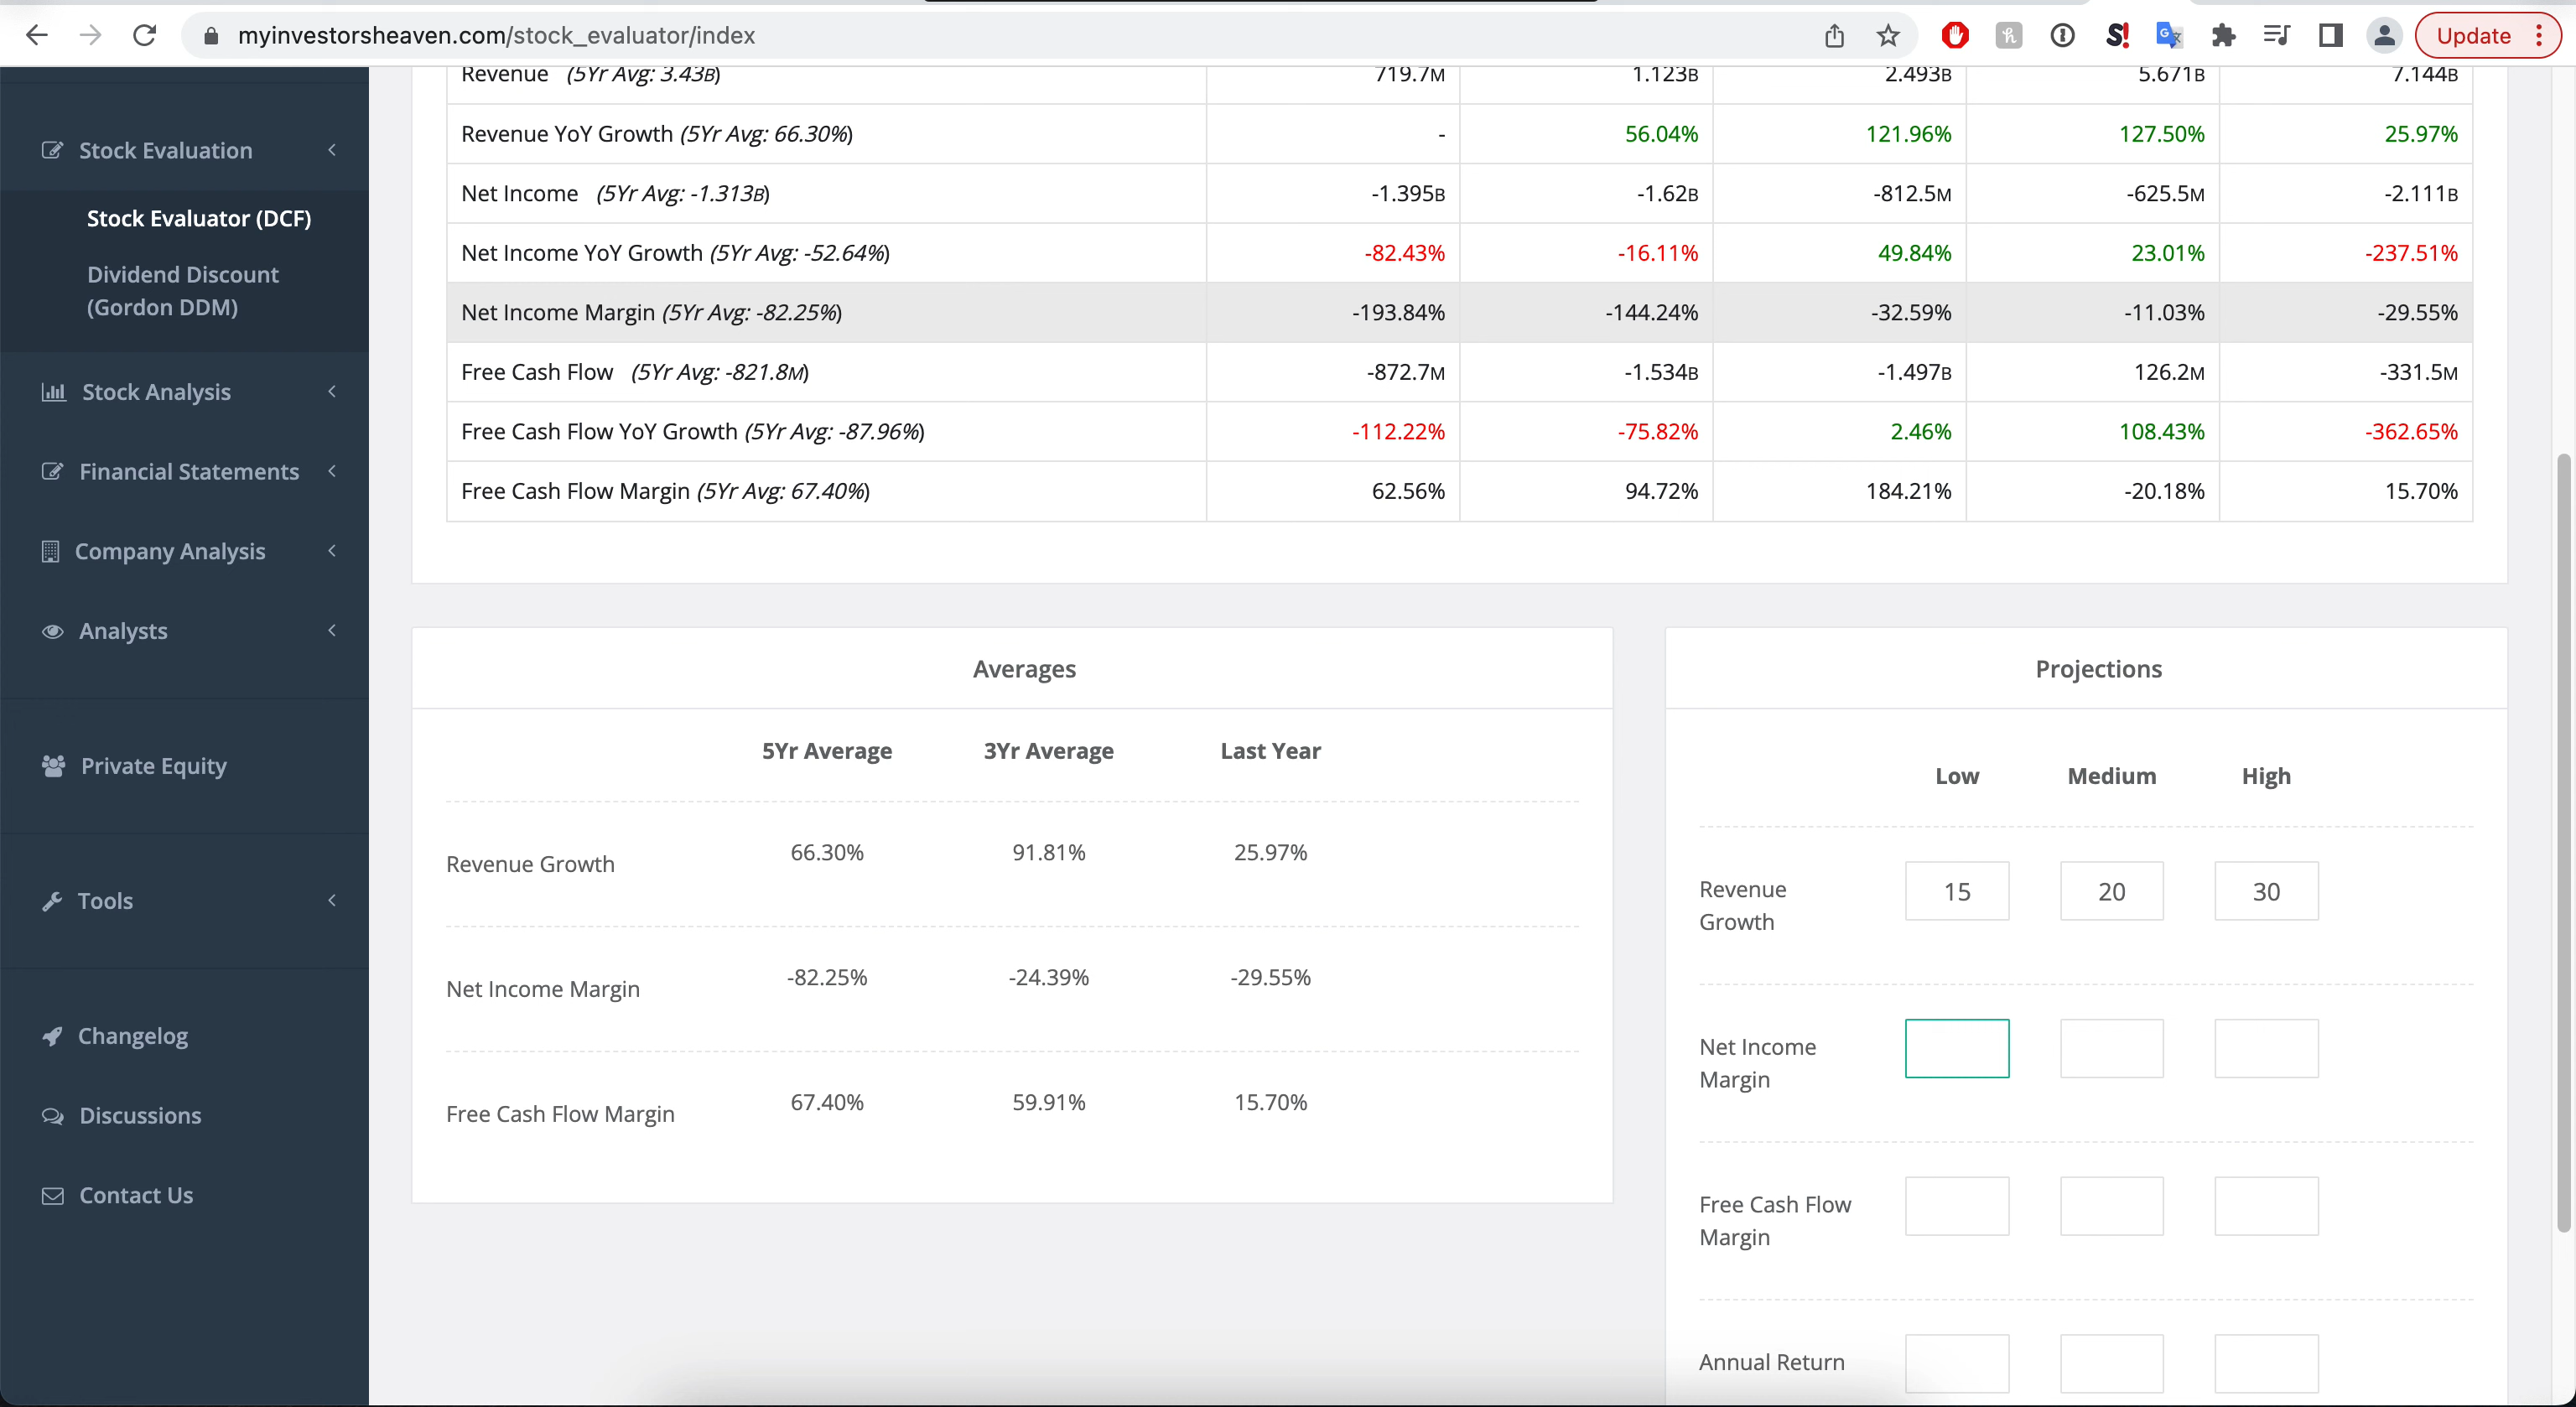 myinvestorsheaven.com/stock_evaluator/index
Update
Revenue (5Yr Avg: 3.43B) 719.7M 1.123B 2.493B 5.671B 7.144B
Revenue YoY Growth (5Yr Avg: 66.30%) - 56.04% 121.96% 127.50% 25.97%
Net Income (5Yr Avg: -1.313B) -1.395B -1.62B -812.5M -625.5M -2.111B
Net Income YoY Growth (5Yr Avg: -52.64%) -82.43% -16.11% 49.84% 23.01% -237.51%
Net Income Margin (5Yr Avg: -82.25%) -193.84% -144.24% -32.59% -11.03% -29.55%
Free Cash Flow (5Yr Avg: -821.8M) -872.7M -1.534B -1.497B 126.2M -331.5M
Free Cash Flow YoY Growth (5Yr Avg: -87.96%) -112.22% -75.82% 2.46% 108.43% -362.65%
Free Cash Flow Margin (5Yr Avg: 67.40%) 62.56% 94.72% 184.21% -20.18% 15.70%
Stock Evaluation
Stock Evaluator (DCF)
Dividend Discount
(Gordon DDM)
Stock Analysis
Financial Statements
Company Analysis
Analysts
Private Equity
Tools
Changelog
Discussions
Contact Us
Averages
5Yr Average 3Yr Average Last Year
Revenue Growth 66.30% 91.81% 25.97%
Net Income Margin -82.25% -24.39% -29.55%
Free Cash Flow Margin 67.40% 59.91% 15.70%
Projections
Low Medium High
Revenue
Growth
15 20 30
Net Income
Margin
Free Cash Flow
Margin
Annual Return